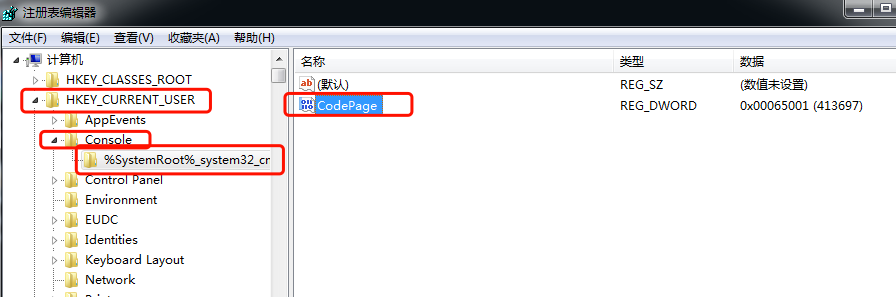 注册表编辑器
文件(F) 编辑(E) 查看(V) 收藏夹(A) 帮助(H)
计算机
HKEY_CLASSES_ROOT
HKEY_CURRENT_USER
AppEvents
Console
%SystemRoot%_system32_cm
Control Panel
Environment
EUDC
Identities
Keyboard Layout
Network
名称 类型 数据
(默认) REG_SZ (数值未设置)
CodePage REG_DWORD 0x00065001 (413697)